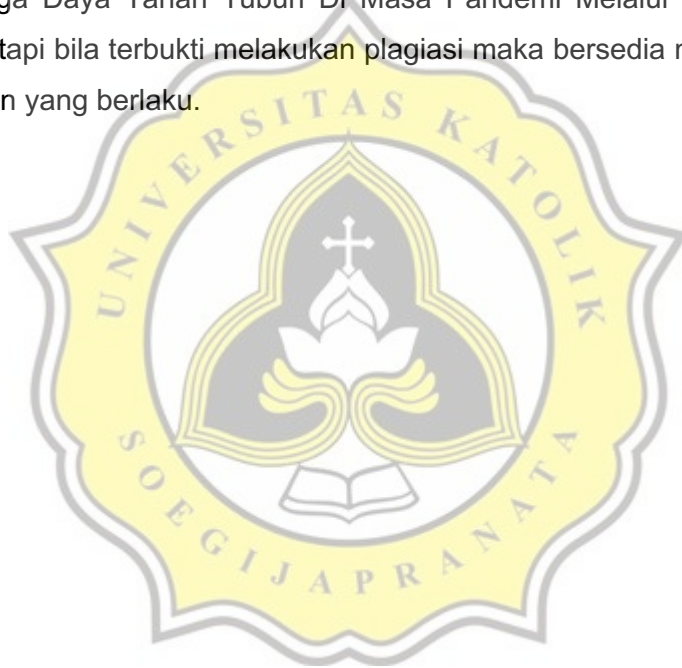 Daya Tahan Tubuh Di Masa Pandemi Melalui
tapi bila terbukti melakukan plagiasi maka bersedia
n yang berlaku.
UNIVERSITAS KATOLIK
SOEGIJAPRANATA